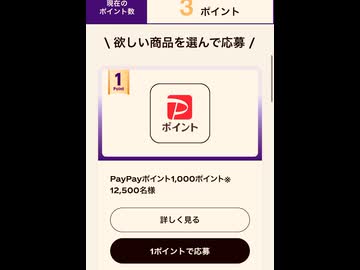 現在の
ポイント数
3 ポイント
\ 欲しい商品を選んで応募 /
1
Point
P
ポイント
PayPayポイント1,000ポイント※
12,500名様
詳しく見る
1ポイントで応募